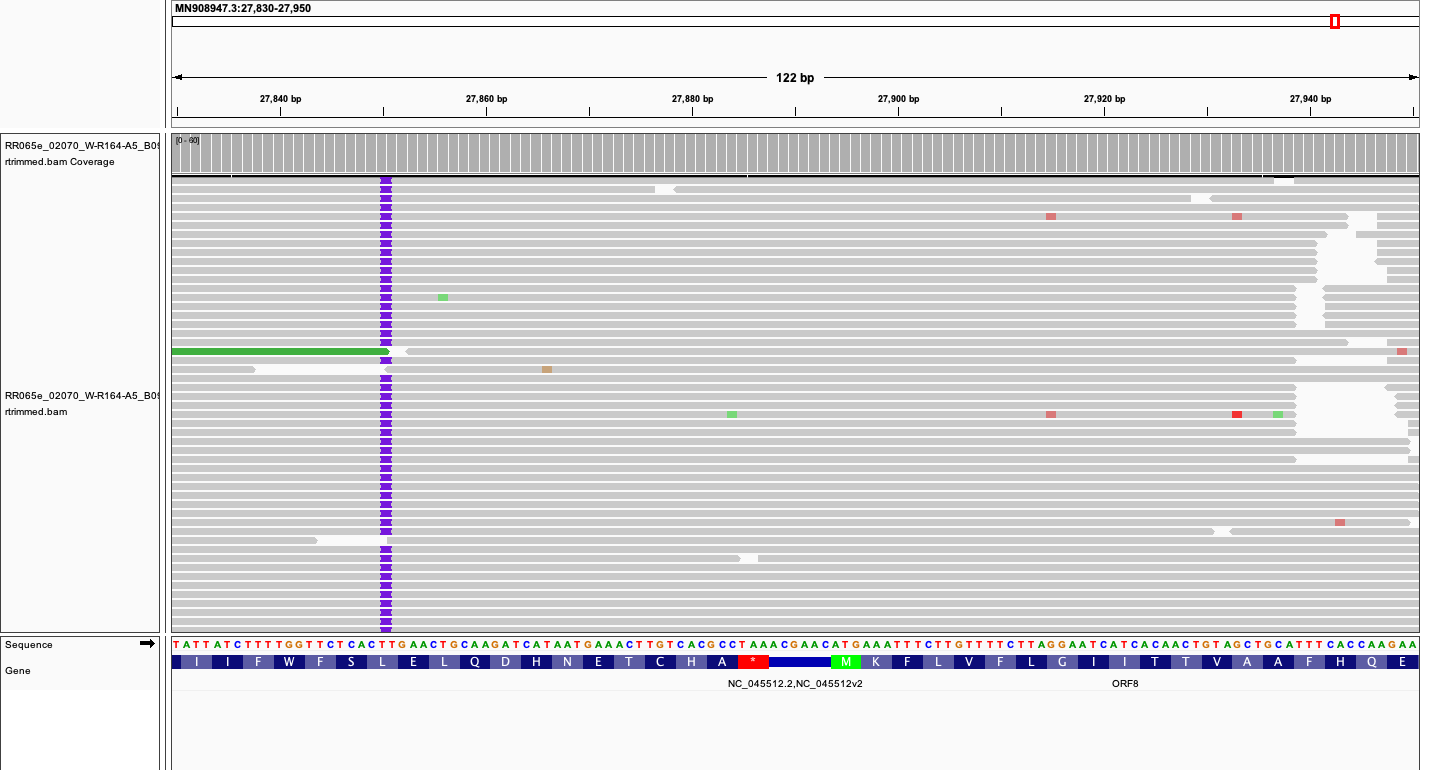 MN908947.3:27,830-27,950
122 bp
27,840 bp 27,860 bp 27,880 bp 27,900 bp 27,920 bp 27,940 bp
[0 - 60]
RR065e_02070_W-R164-A5_B0
rtrimmed.bam Coverage
RR065e_02070_W-R164-A5_B0
rtrimmed.bam
Sequence
TATTATCTTTTGGTTCTCACTTGAACTGCAAGATCATAATGAAACTTGTCACGCCTAAACGAACATGAAATTTCTTGTTTTCTTAGGAATCATCACAACTGTAGCTGCATTTCACCAAGAA
Gene
I I F W F S L E L Q D H N E T C H A * M K F L V F L G I I T T V A A F H Q E
NC_045512.2,NC_045512v2 ORF8